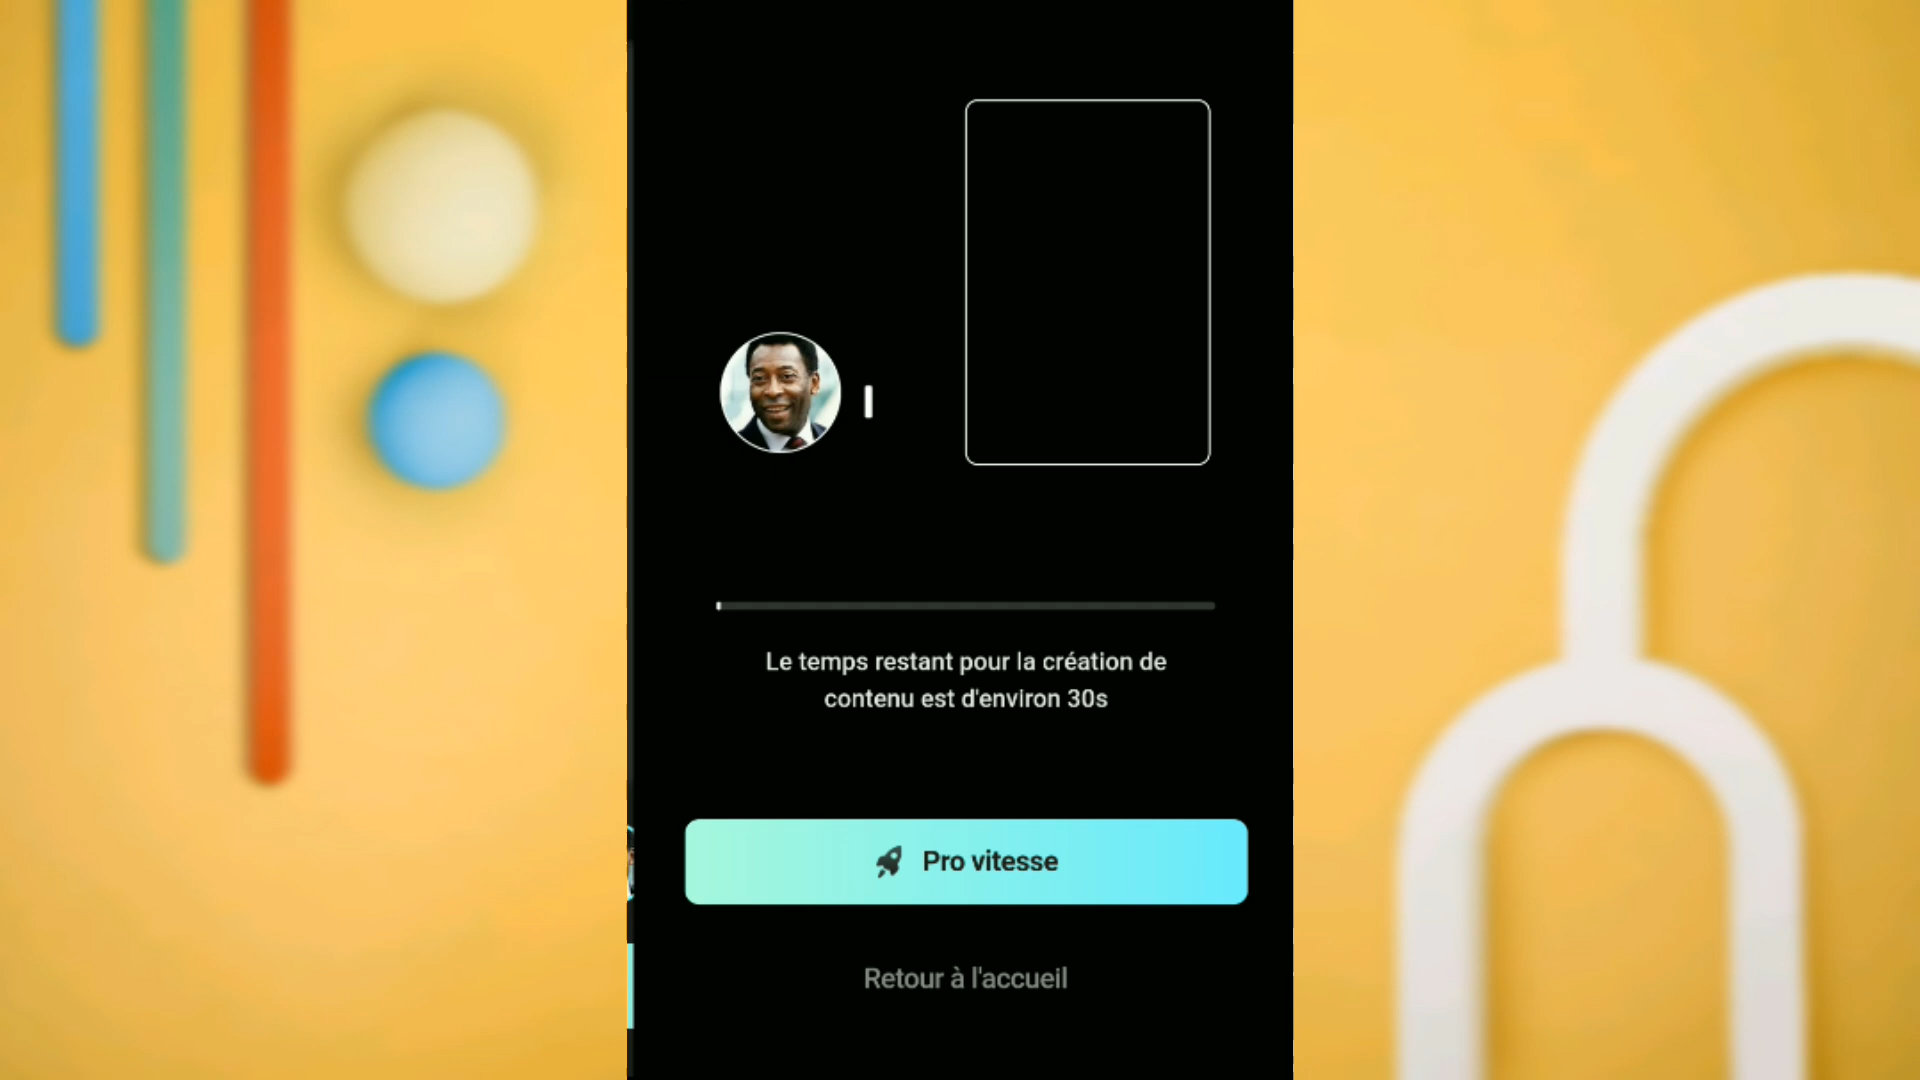 Le temps restant pour la création de
contenu est d'environ 30s
Pro vitesse
Retour à l'accueil